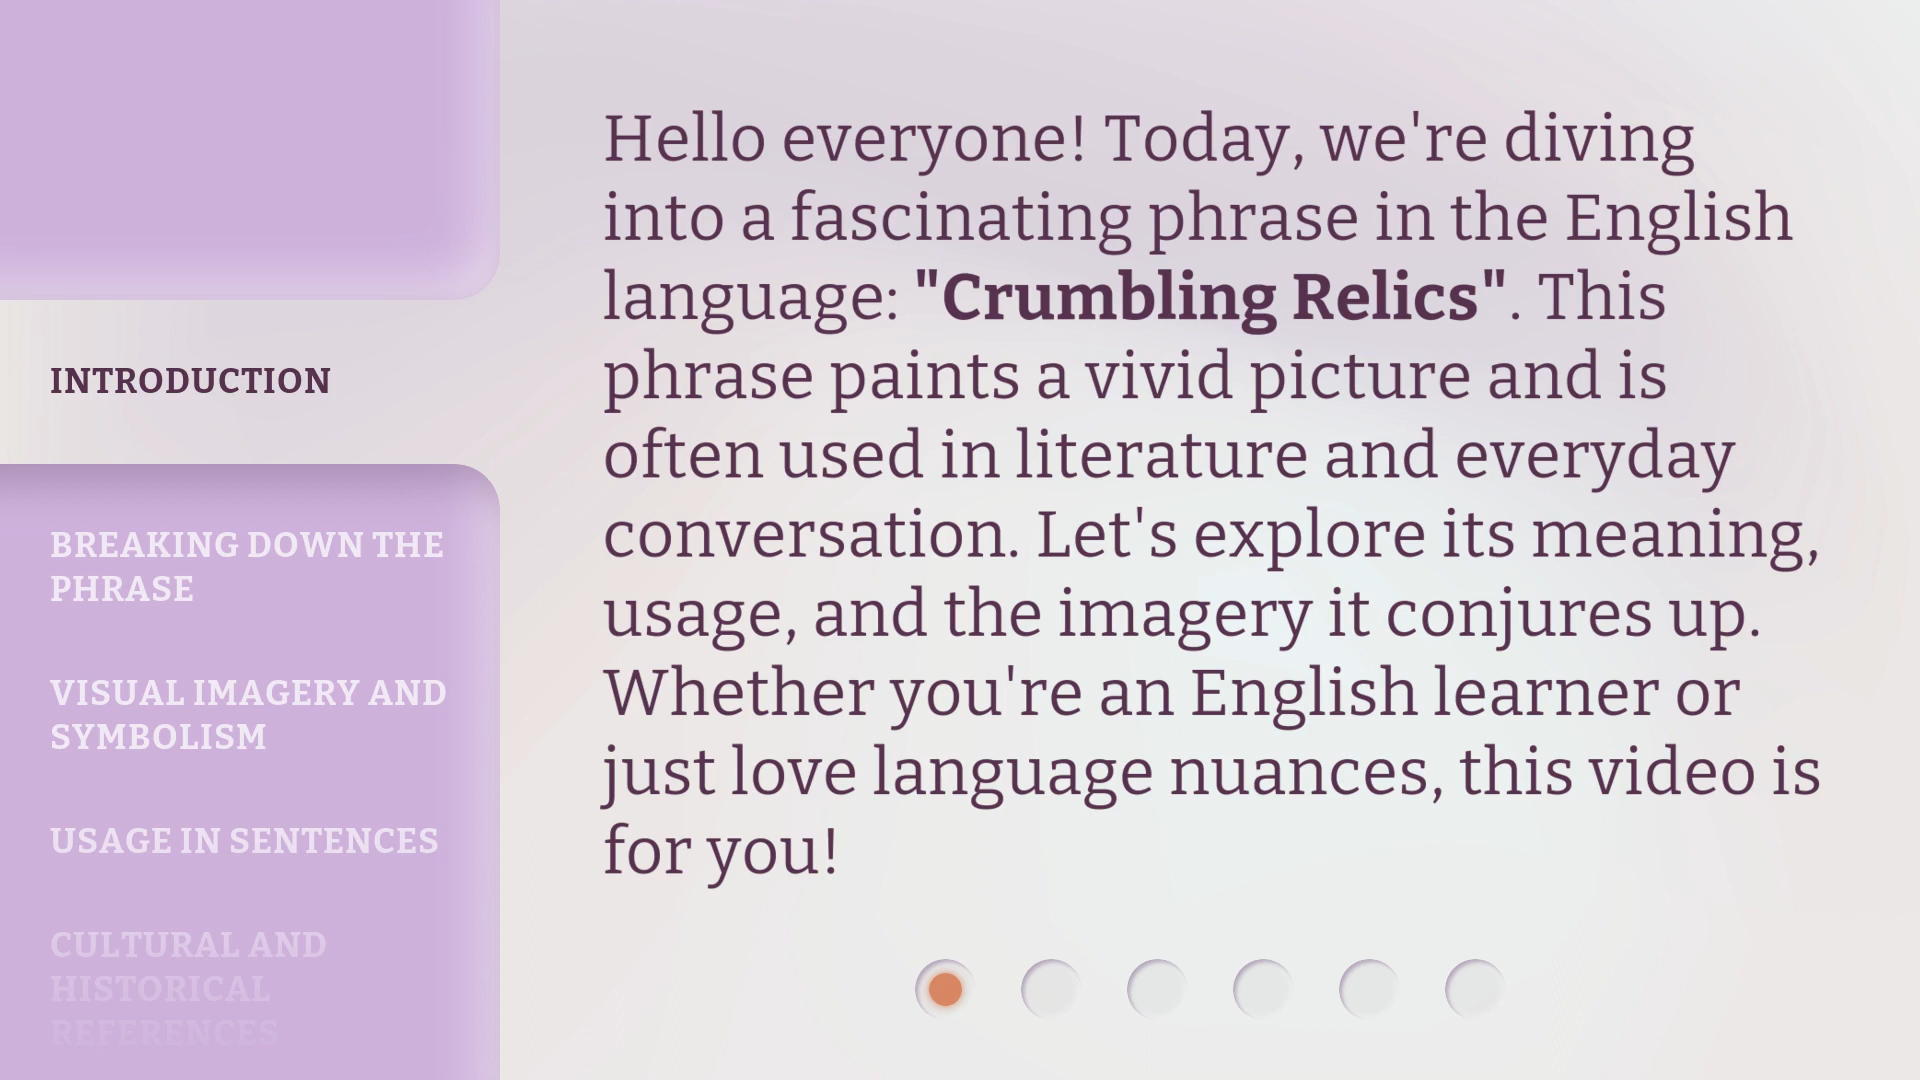 INTRODUCTION
BREAKING DOWN THE
PHRASE
VISUAL IMAGERY AND
SYMBOLISM
USAGE IN SENTENCES
CULTURAL AND
HISTORICAL
REFERENCES
Hello everyone! Today, we're diving
into a fascinating phrase in the English
language: "Crumbling Relics". This
phrase paints a vivid picture and is
often used in literature and everyday
conversation. Let's explore its meaning,
usage, and the imagery it conjures up.
Whether you're an English learner or
just love language nuances, this video is
for you!